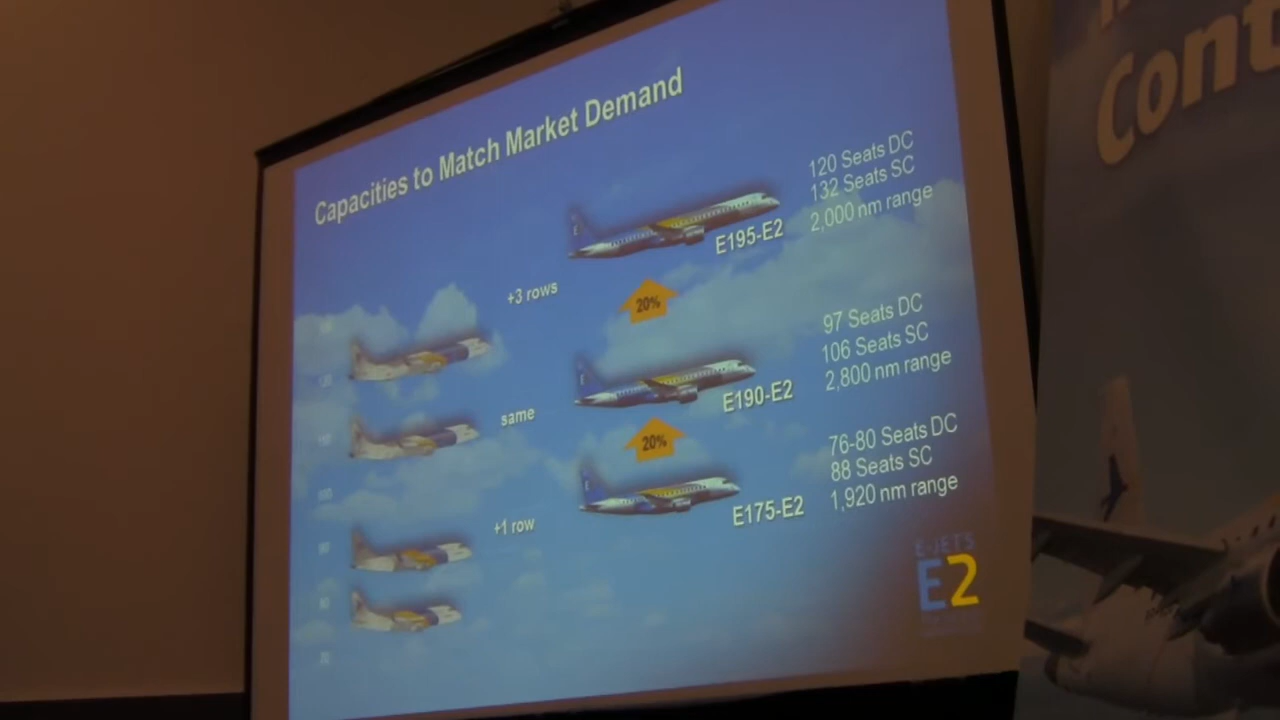 Capacities to Match Market Demand
120 Seats DC
132 Seats SC
2,000 nm range
E195-E2
+3 rows
20%
97 Seats DC
106 Seats SC
2,800 nm range
E190-E2
same
20%
76-80 Seats DC
88 Seats SC
1,920 nm range
E175-E2
+1 row
E-JETS
E2
Cont